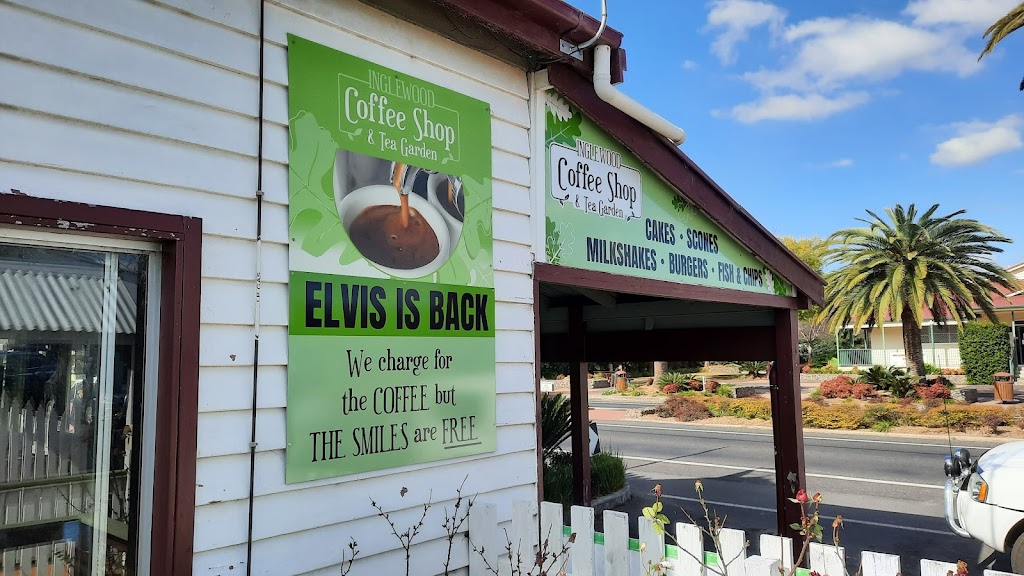 INGLEWOOD
Coffee Shop
& Tea Garden
ELVIS IS BACK
We charge for
the COFFEE but
THE SMILES are FREE
INGLEWOOD
Coffee Shop
& Tea Garden
CAKES • SCONES
MILKSHAKES • BURGERS • FISH & CHIPS